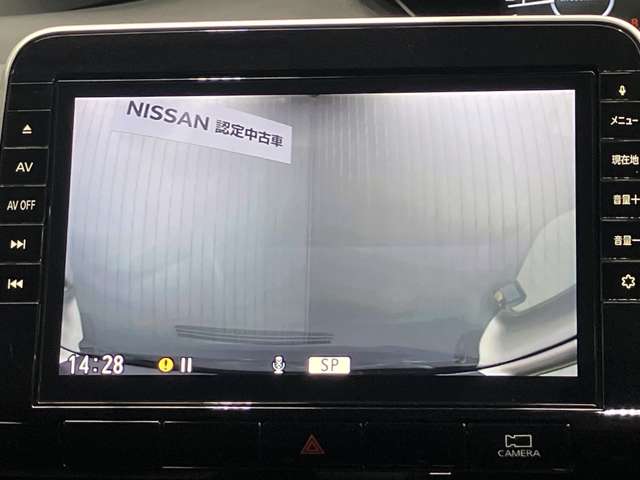 NISSAN 認定中古車
AV
AV OFF
メニュー
現在地
音量＋
音量－
14:28
SP
CAMERA